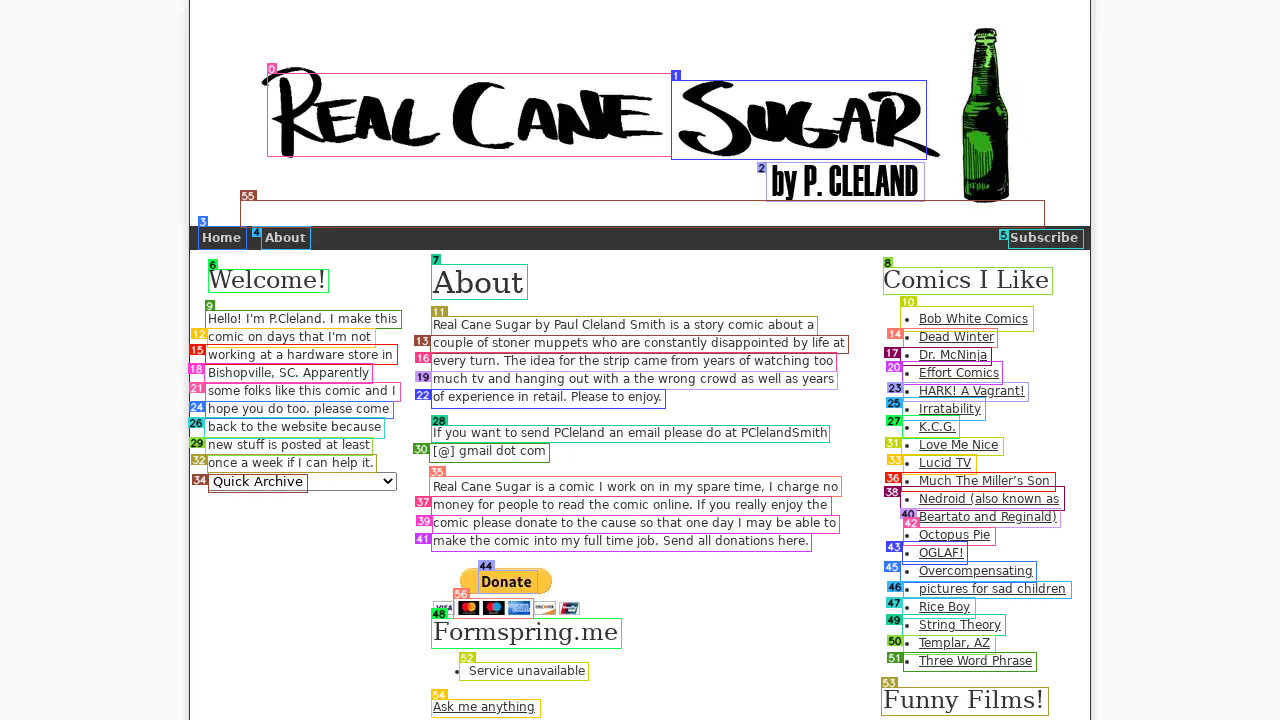 REAL CANE SUGAR
by P. CLELAND
Home
About
Subscribe
Welcome!
Hello! I'm P.Cleland. I make this
comic on days that I'm not
working at a hardware store in
Bishopville, SC. Apparently
some folks like this comic and I
hope you do too. please come
back to the website because
new stuff is posted at least
once a week if I can help it.
Quick Archive
About
Real Cane Sugar by Paul Cleland Smith is a story comic about a
couple of stoner muppets who are constantly disappointed by life at
every turn. The idea for the strip came from years of watching too
much tv and hanging out with a the wrong crowd as well as years
of experience in retail. Please to enjoy.
If you want to send PCleland an email please do at PClelandSmith
[@] gmail dot com
Real Cane Sugar is a comic I work on in my spare time, I charge no
money for people to read the comic online. If you really enjoy the
comic please donate to the cause so that one day I may be able to
make the comic into my full time job. Send all donations here.
Donate
VISA
Formspring.me
Service unavailable
Ask me anything
Comics I Like
Bob White Comics
Dead Winter
Dr. McNinja
Effort Comics
HARK! A Vagrant!
Irratability
K.C.G.
Love Me Nice
Lucid TV
Much The Miller’s Son
Nedroid (also known as
Beartato and Reginald)
Octopus Pie
OGLAF!
Overcompensating
pictures for sad children
Rice Boy
String Theory
Templar, AZ
Three Word Phrase
Funny Films!